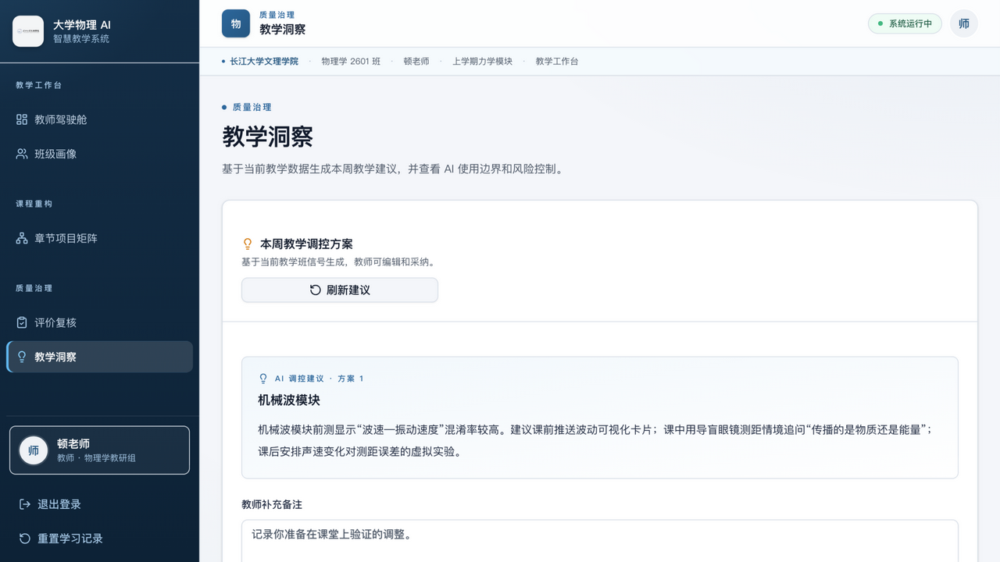 大学物理 AI
智慧教学系统
教学工作台
教师驾驶舱
班级画像
课程重构
章节项目矩阵
质量治理
评价复核
教学洞察
师
顿老师
教师 · 物理学教研组
退出登录
重置学习记录
物
质量治理
教学洞察
系统运行中
师
长江大学文理学院 · 物理学 2601 班 · 顿老师 · 上学期力学模块 · 教学工作台
质量治理
教学洞察
基于当前教学数据生成本周教学建议，并查看 AI 使用边界和风险控制。
本周教学调控方案
基于当前教学班信号生成，教师可编辑和采纳。
刷新建议
AI 调控建议 · 方案 1
机械波模块
机械波模块前测显示“波速—振动速度”混淆率较高。建议课前推送波动可视化卡片；课中用导盲眼镜测距情境追问“传播的是物质还是能量”；
课后安排声速变化对测距误差的虚拟实验。
教师补充备注
记录你准备在课堂上验证的调整。